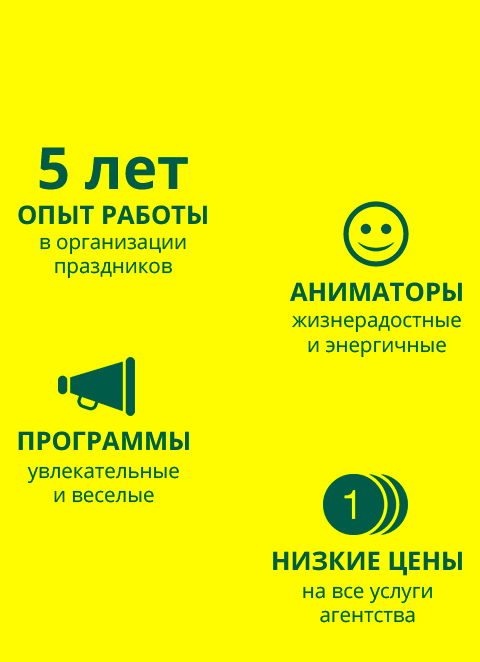 5 лет
ОПЫТ РАБОТЫ
в организации
праздников
АНИМАТОРЫ
жизнерадостные
и энергичные
ПРОГРАММЫ
увлекательные
и веселые
1
НИЗКИЕ ЦЕНЫ
на все услуги
агентства